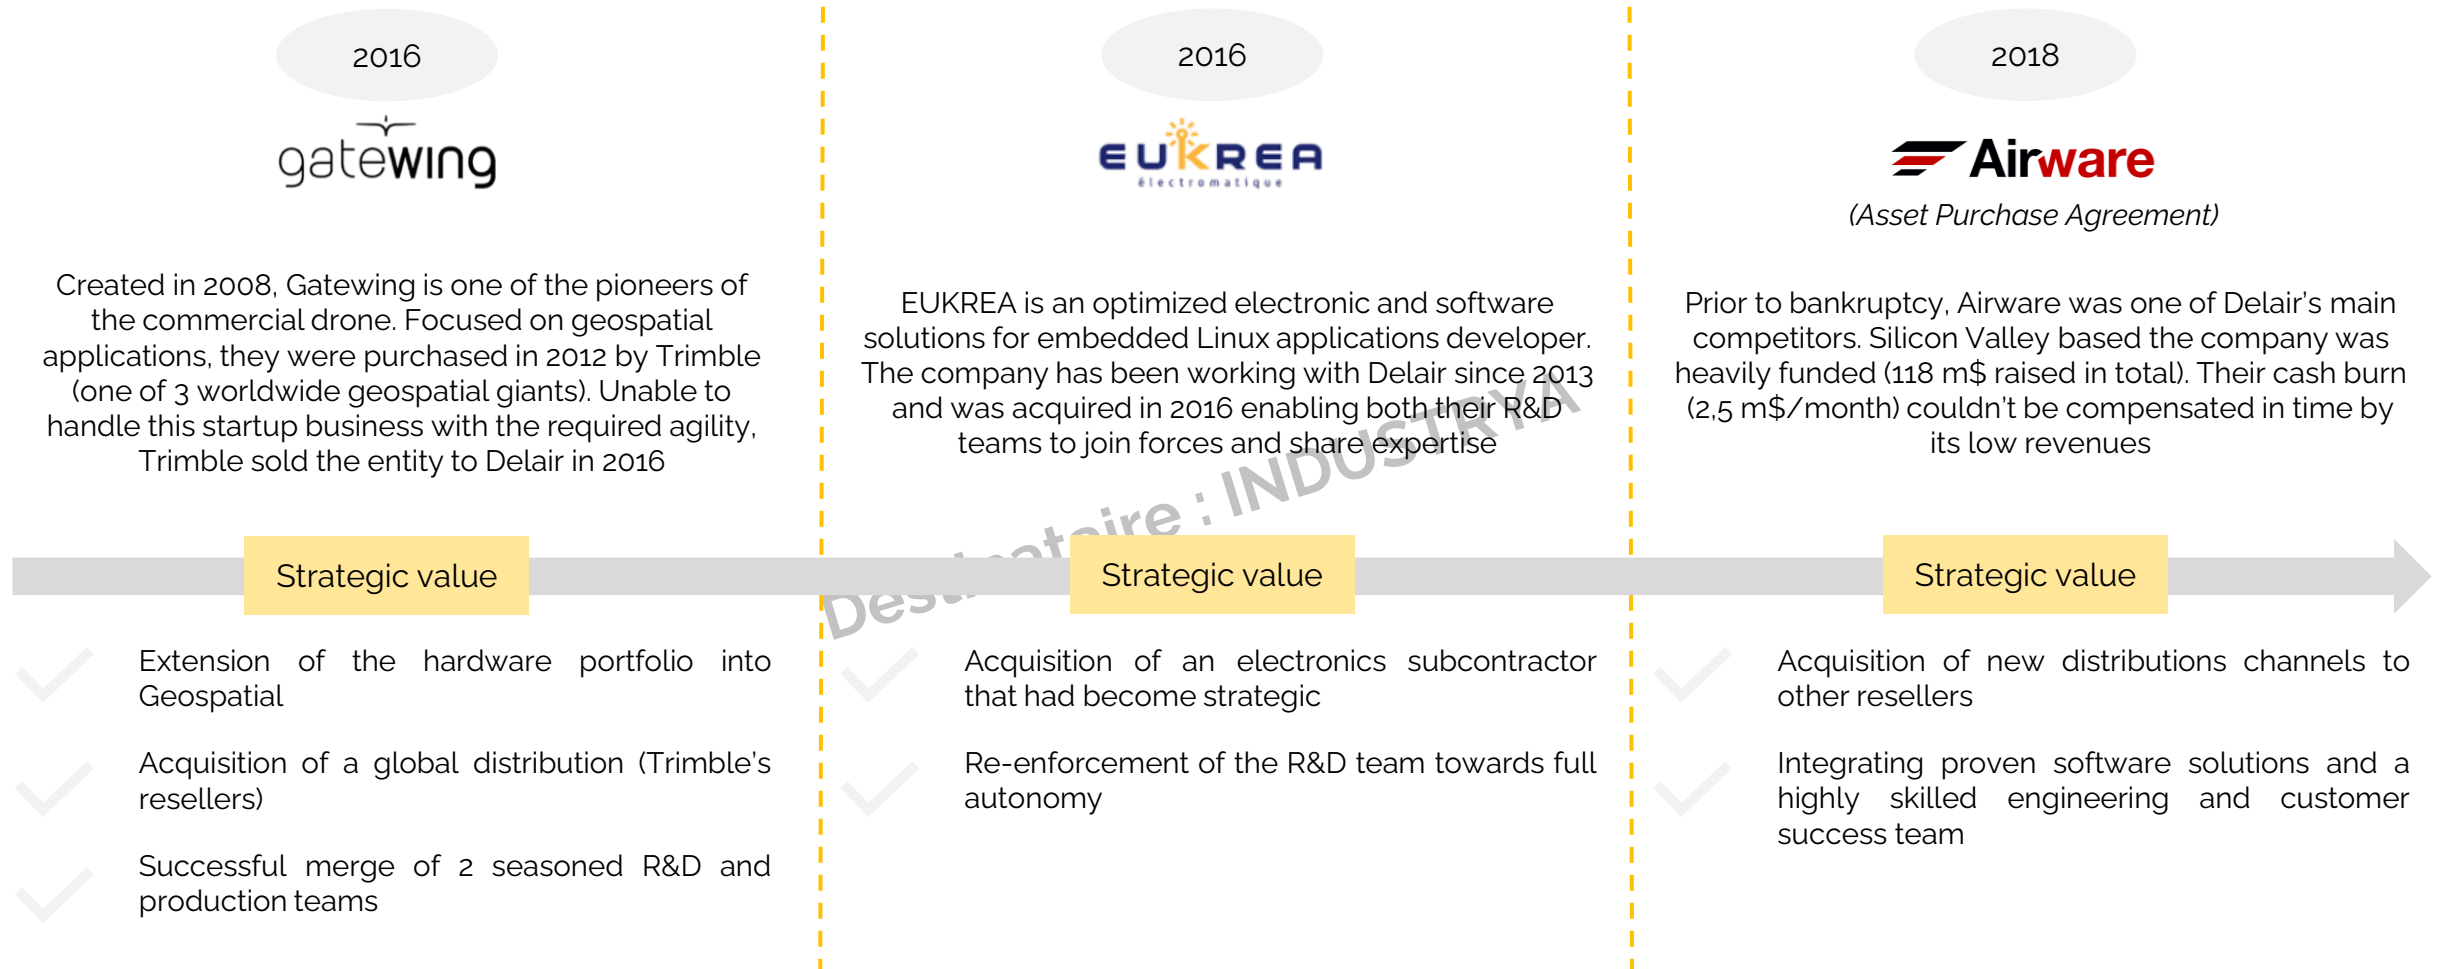 2016
gatewing
Created in 2008, Gatewing is one of the pioneers of
the commercial drone. Focused on geospatial
applications, they were purchased in 2012 by Trimble
(one of 3 worldwide geospatial giants). Unable to
handle this startup business with the required agility,
Trimble sold the entity to Delair in 2016
Strategic value
Extension of the hardware portfolio into
Geospatial
Acquisition of a global distribution (Trimble's
resellers)
Successful merge of 2 seasoned R&D and
production teams
2016
EUKREA
électromatique
EUKREA is an optimized electronic and software
solutions for embedded Linux applications developer.
The company has been working with Delair since 2013
and was acquired in 2016 enabling both their R&D
teams to join forces and share expertise
Destinataire : INDUSTRYA
Strategic value
Acquisition of an electronics subcontractor
that had become strategic
Re-enforcement of the R&D team towards full
autonomy
2018
Airware
(Asset Purchase Agreement)
Prior to bankruptcy, Airware was one of Delair's main
competitors. Silicon Valley based the company was
heavily funded (118 m$ raised in total). Their cash burn
(2,5 m$/month) couldn't be compensated in time by
its low revenues
Strategic value
Acquisition of new distributions channels to
other resellers
Integrating proven software solutions and a
highly skilled engineering and customer
success team